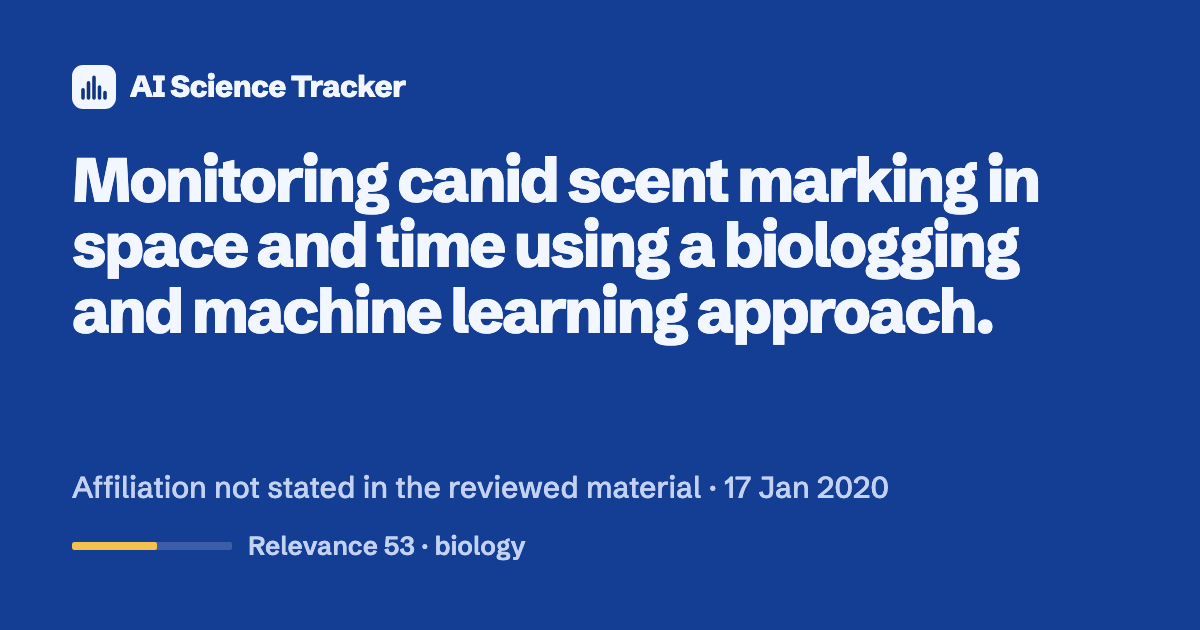 AI Science Tracker
Monitoring canid scent marking in
space and time using a biologging
and machine learning approach.
Affiliation not stated in the reviewed material · 17 Jan 2020
Relevance 53 · biology